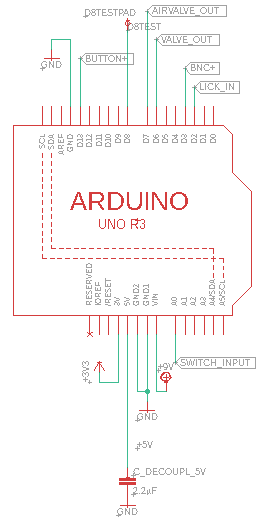 D8TESTPAD
D8TEST
AIRVALVE_OUT
VALVE_OUT
GND
BUTTON+
BNC+
LICK_IN
SCL
SDA
AREF
GND
D13
D12
D11
D10
D9
D8
D7
D6
D5
D4
D3
D2
D1
D0
ARDUINO
UNO R3
RESERVED
IOREF
/RESET
3V
5V
GND2
GND1
VIN
A0
A1
A2
A3
A4/SDA
A5/SCL
+3V3
+9V
SWITCH_INPUT
GND
+5V
C_DECOUPL_5V
2.2µF
GND